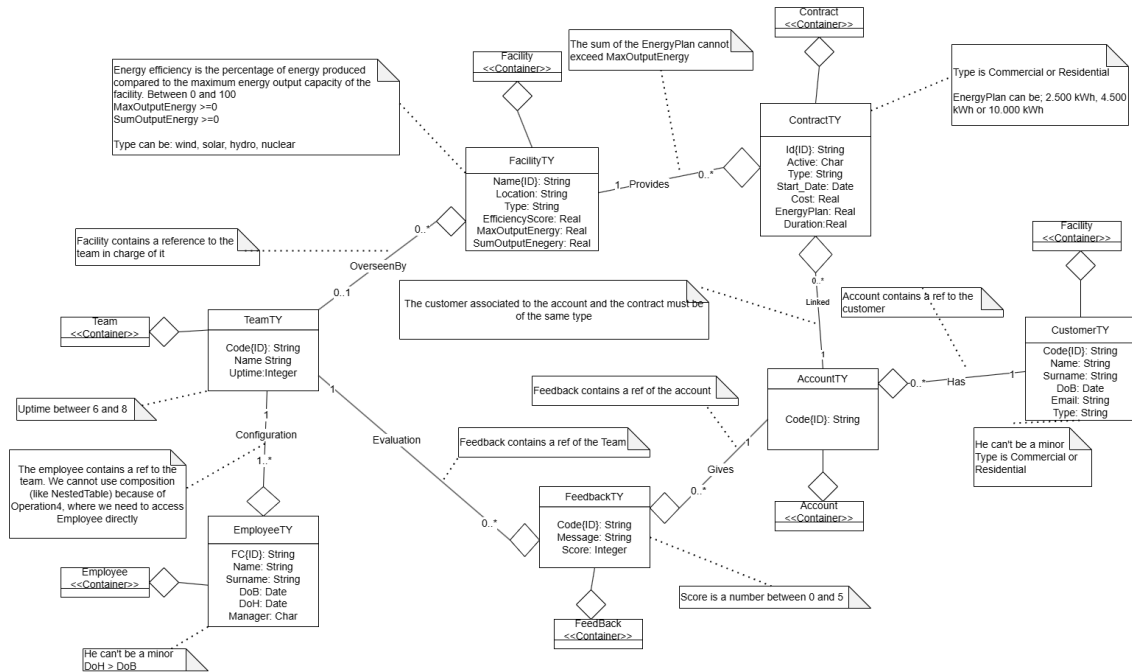 Contract
<<Container>>
Facility
<<Container>>
The sum of the EnergyPlan cannot
exceed MaxOutputEnergy
Energy efficiency is the percentage of energy produced
compared to the maximum energy output capacity of the
facility. Between 0 and 100
MaxOutputEnergy >=0
SumOutputEnergy >=0
Type can be: wind, solar, hydro, nuclear
Type is Commercial or Residential
EnergyPlan can be; 2.500 kWh, 4.500
kWh or 10.000 kWh
ContractTY
Id{ID}: String
Active: Char
Type: String
Start_Date: Date
Cost: Real
EnergyPlan: Real
Duration:Real
FacilityTY
Name{ID}: String
Location: String
Type: String
EfficiencyScore: Real
MaxOutputEnergy: Real
SumOutputEnegery: Real
1
Provides
0..*
0..*
OverseenBy
0..1
Facility contains a reference to the
team in charge of it
Facility
<<Container>>
0..*
Linked
1
The customer associated to the account and the contract must be
of the same type
Account contains a ref to the
customer
Team
<<Container>>
TeamTY
Code{ID}: String
Name String
Uptime:Integer
CustomerTY
Code{ID}: String
Name: String
Surname: String
DoB: Date
Email: String
Type: String
AccountTY
Code{ID}: String
0..*
Has
1
Feedback contains a ref of the account
Uptime between 6 and 8
1
Configuration
1..*
1
Evaluation
0..*
Feedback contains a ref of the Team
1
Gives
0..*
He can't be a minor
Type is Commercial or
Residential
The employee contains a ref to the
team. We cannot use composition
(like NestedTable) because of
Operation4, where we need to access
Employee directly
FeedbackTY
Code{ID}: String
Message: String
Score: Integer
Account
<<Container>>
EmployeeTY
FC{ID}: String
Name: String
Surname: String
DoB: Date
DoH: Date
Manager: Char
Employee
<<Container>>
Score is a number between 0 and 5
FeedBack
<<Container>>
He can't be a minor
DoH > DoB